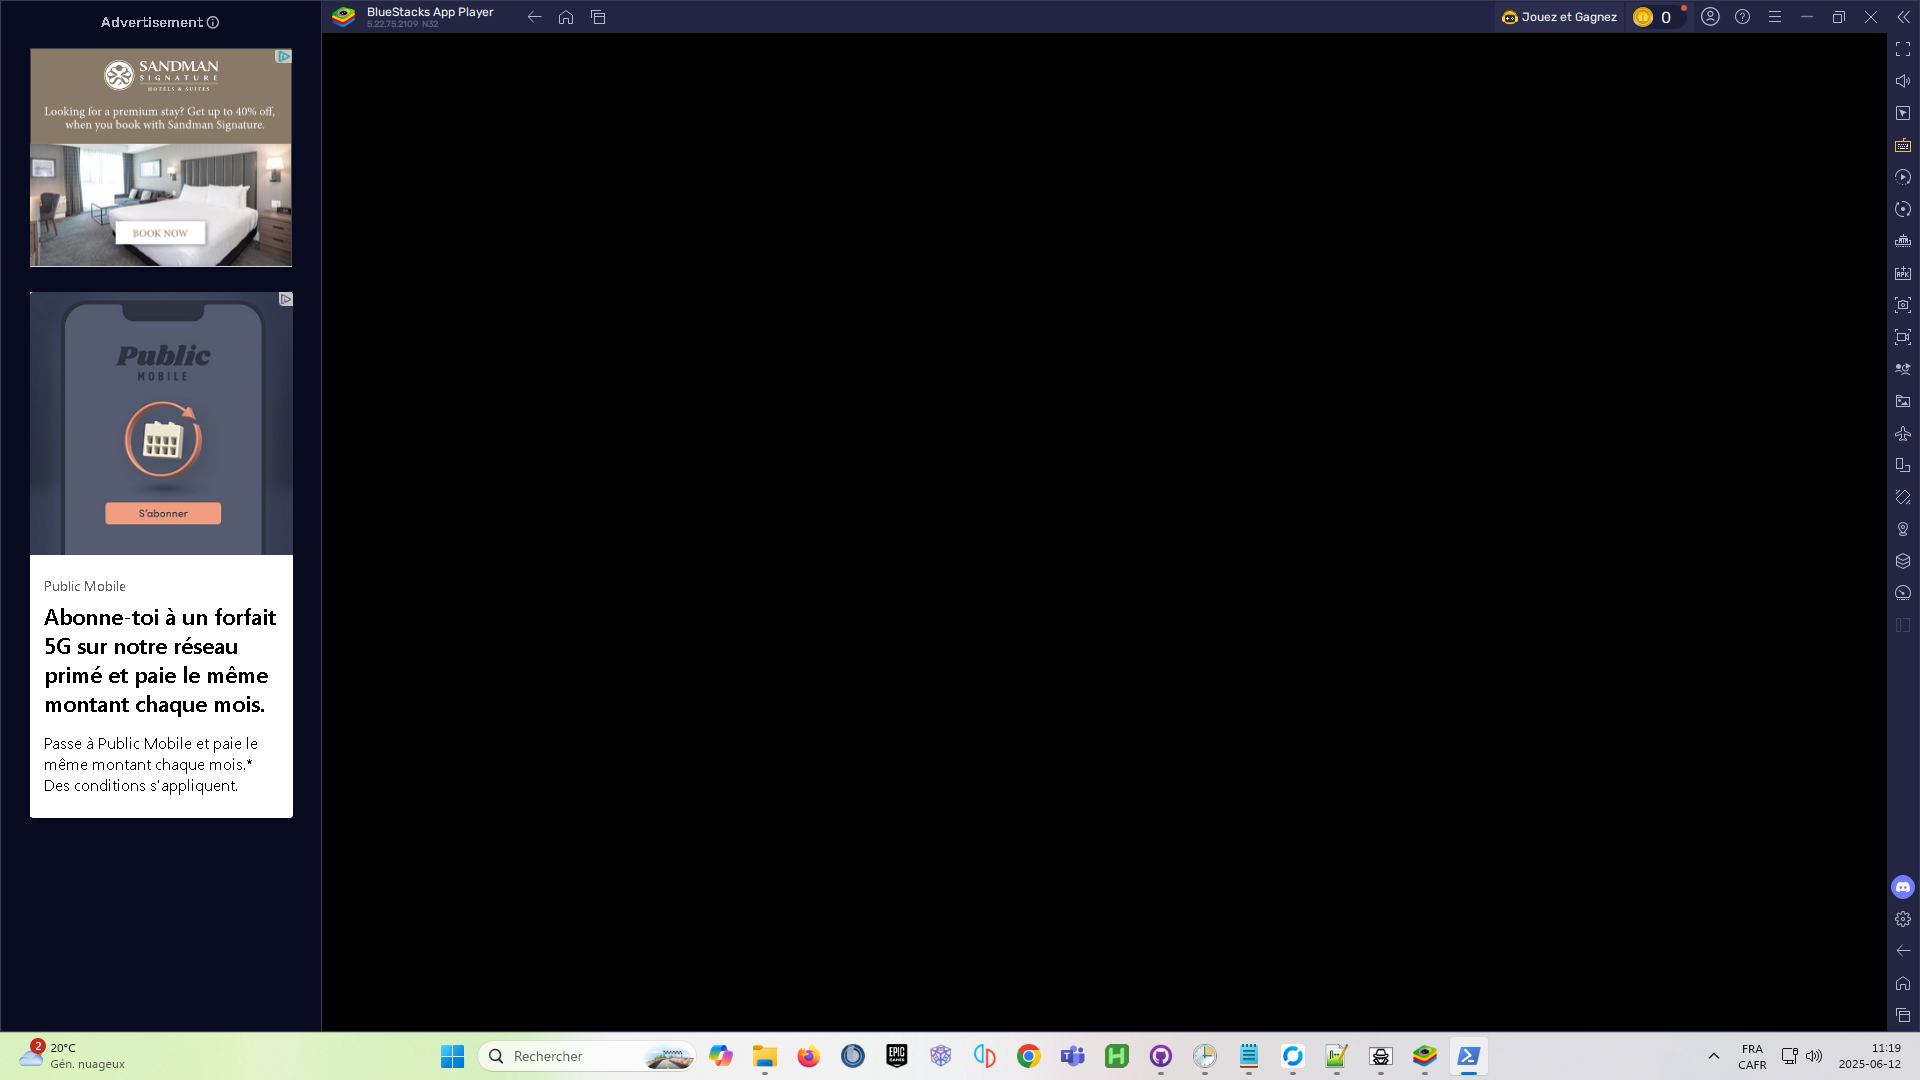 Advertisement
SANDMAN
SIGNATURE
HOTELS & SUITES
Looking for a premium stay? Get up to 40% off,
when you book with Sandman Signature.
BOOK NOW
Public
MOBILE
S'abonner
Public Mobile
Abonne-toi à un forfait
5G sur notre réseau
primé et paie le même
montant chaque mois.
Passe à Public Mobile et paie le
même montant chaque mois.*
Des conditions s'appliquent.
BlueStacks App Player
5.22.75.2109 N32
Jouez et Gagnez
0
APK
2
20°C
Gén. nuageux
Rechercher
EPIC
GAMES
FRA
CAFR
11:19
2025-06-12